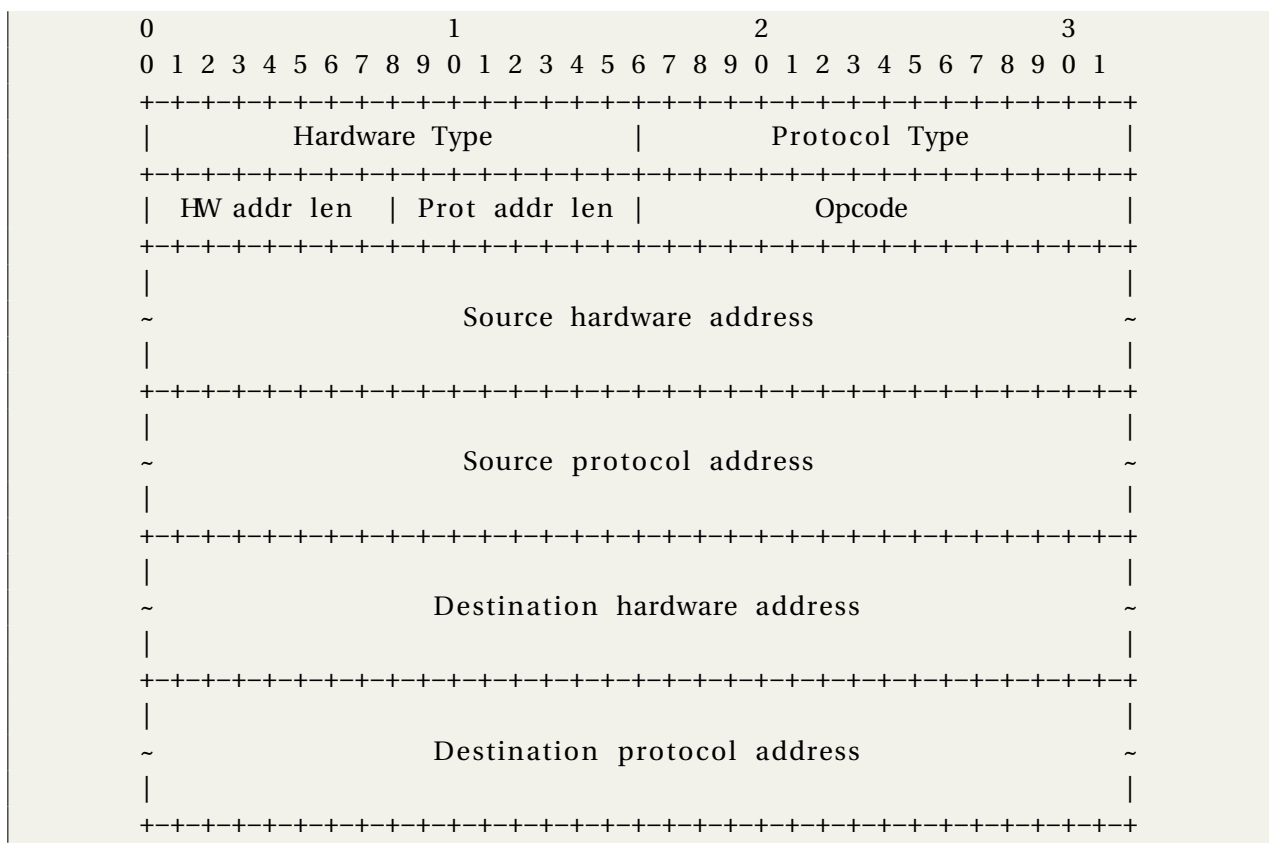 0                   1                   2                   3
0 1 2 3 4 5 6 7 8 9 0 1 2 3 4 5 6 7 8 9 0 1 2 3 4 5 6 7 8 9 0 1
+-+-+-+-+-+-+-+-+-+-+-+-+-+-+-+-+-+-+-+-+-+-+-+-+-+-+-+-+-+-+-+-+
|         Hardware Type         |         Protocol Type         |
+-+-+-+-+-+-+-+-+-+-+-+-+-+-+-+-+-+-+-+-+-+-+-+-+-+-+-+-+-+-+-+-+
|  HW addr len  | Prot addr len |            Opcode             |
+-+-+-+-+-+-+-+-+-+-+-+-+-+-+-+-+-+-+-+-+-+-+-+-+-+-+-+-+-+-+-+-+
|                                                               |
~                    Source hardware address                    ~
|                                                               |
+-+-+-+-+-+-+-+-+-+-+-+-+-+-+-+-+-+-+-+-+-+-+-+-+-+-+-+-+-+-+-+-+
|                                                               |
~                    Source protocol address                    ~
|                                                               |
+-+-+-+-+-+-+-+-+-+-+-+-+-+-+-+-+-+-+-+-+-+-+-+-+-+-+-+-+-+-+-+-+
|                                                               |
~                  Destination hardware address                 ~
|                                                               |
+-+-+-+-+-+-+-+-+-+-+-+-+-+-+-+-+-+-+-+-+-+-+-+-+-+-+-+-+-+-+-+-+
|                                                               |
~                  Destination protocol address                 ~
|                                                               |
+-+-+-+-+-+-+-+-+-+-+-+-+-+-+-+-+-+-+-+-+-+-+-+-+-+-+-+-+-+-+-+-+